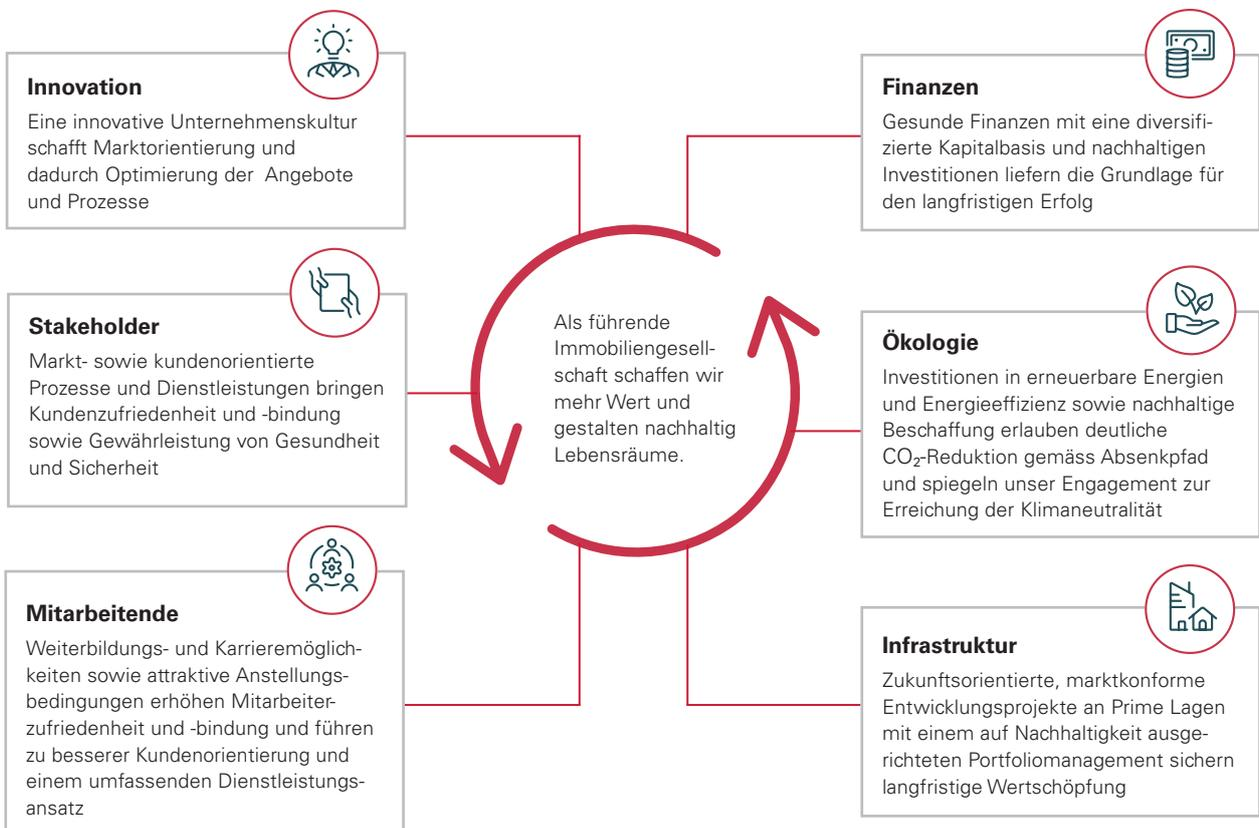 Innovation
Eine innovative Unternehmenskultur
schafft Marktorientierung und
dadurch Optimierung der Angebote
und Prozesse
Stakeholder
Markt- sowie kundenorientierte
Prozesse und Dienstleistungen bringen
Kundenzufriedenheit und -bindung
sowie Gewährleistung von Gesundheit
und Sicherheit
Mitarbeitende
Weiterbildungs- und Karrieremöglich-
keiten sowie attraktive Anstellungs-
bedingungen erhöhen Mitarbeiter-
zufriedenheit und -bindung und führen
zu besserer Kundenorientierung und
einem umfassenden Dienstleistungs-
ansatz
Als führende
Immobiliengesell-
schaft schaffen wir
mehr Wert und
gestalten nachhaltig
Lebensräume.
Finanzen
Gesunde Finanzen mit eine diversifi-
zierte Kapitalbasis und nachhaltigen
Investitionen liefern die Grundlage für
den langfristigen Erfolg
Ökologie
Investitionen in erneuerbare Energien
und Energieeffizienz sowie nachhaltige
Beschaffung erlauben deutliche
CO₂-Reduktion gemäss Absenkpfad
und spiegeln unser Engagement zur
Erreichung der Klimaneutralität
Infrastruktur
Zukunftsorientierte, marktkonforme
Entwicklungsprojekte an Prime Lagen
mit einem auf Nachhaltigkeit ausge-
richteten Portfoliomanagement sichern
langfristige Wertschöpfung